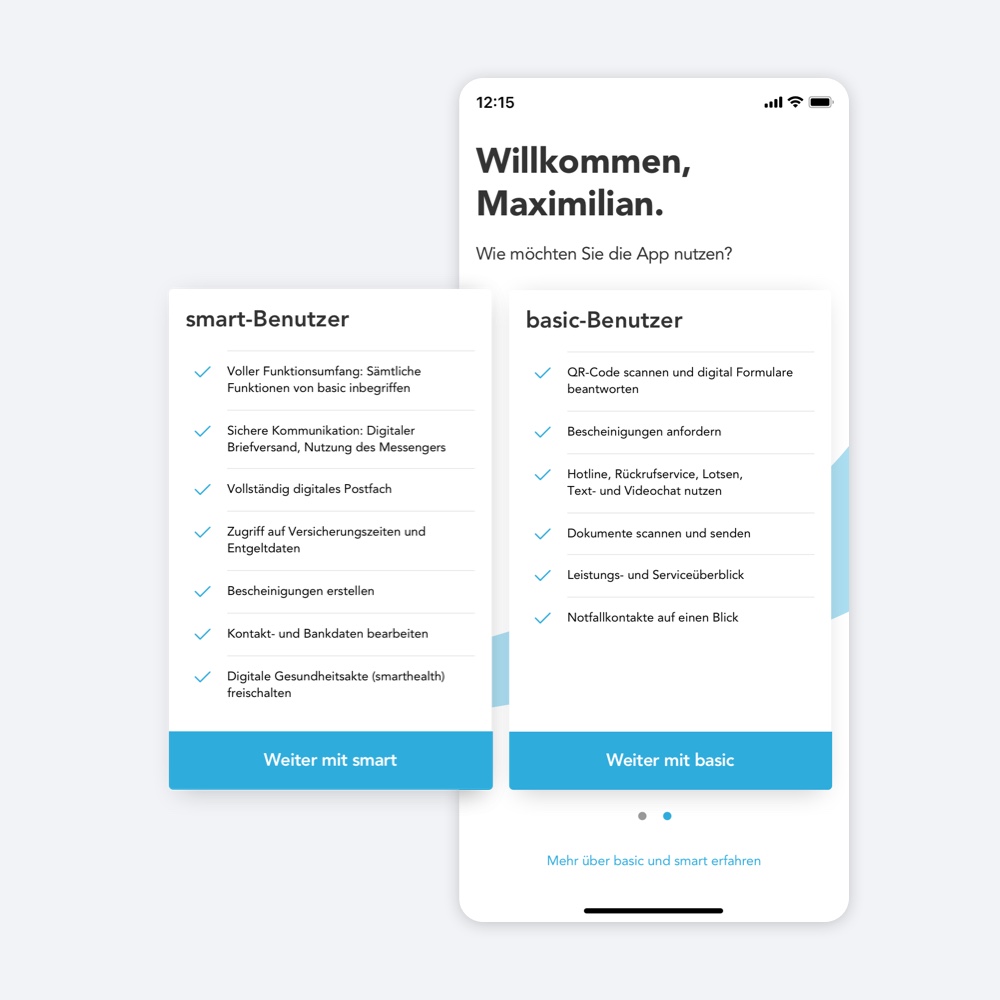 12:15
Willkommen,
Maximilian.
Wie möchten Sie die App nutzen?
smart-Benutzer
Voller Funktionsumfang: Sämtliche
Funktionen von basic inbegriffen
Sichere Kommunikation: Digitaler
Briefversand, Nutzung des Messengers
Vollständig digitales Postfach
Zugriff auf Versicherungszeiten und
Entgeltdaten
Bescheinigungen erstellen
Kontakt- und Bankdaten bearbeiten
Digitale Gesundheitsakte (smarthealth)
freischalten
Weiter mit smart
basic-Benutzer
QR-Code scannen und digital Formulare
beantworten
Bescheinigungen anfordern
Hotline, Rückrufservice, Lotsen,
Text- und Videochat nutzen
Dokumente scannen und senden
Leistungs- und Serviceüberblick
Notfallkontakte auf einen Blick
Weiter mit basic
Mehr über basic und smart erfahren